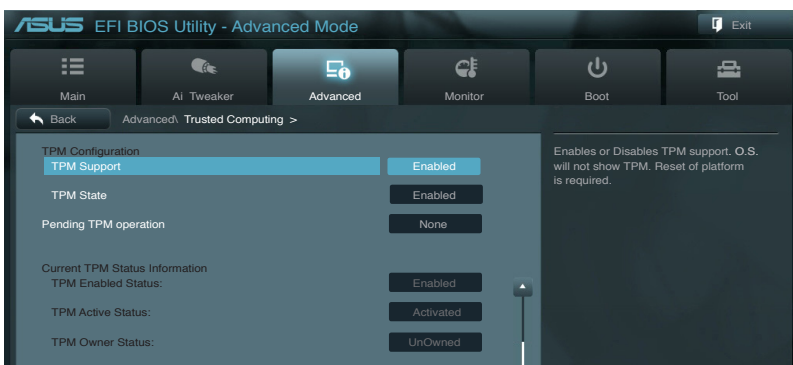 ASUS EFI BIOS Utility - Advanced Mode
Exit
Main
Ai Tweaker
Advanced
Monitor
Boot
Tool
Back
Advanced\ Trusted Computing >
TPM Configuration
TPM Support Enabled
TPM State Enabled
Pending TPM operation None
Current TPM Status Information
TPM Enabled Status: Enabled
TPM Active Status: Activated
TPM Owner Status: UnOwned
Enables or Disables TPM support. O.S.
will not show TPM. Reset of platform
is required.